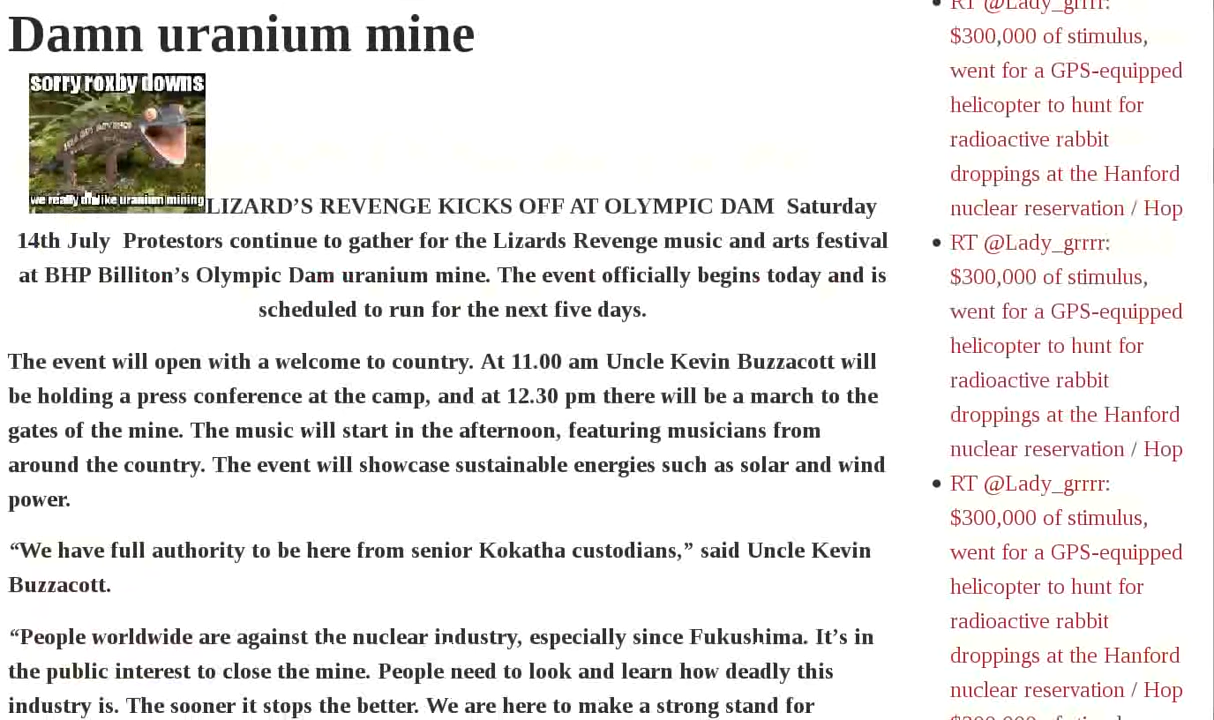 Damn uranium mine
sorry roxby downs
we really dislike uranium mining
LIZARD’S REVENGE KICKS OFF AT OLYMPIC DAM  Saturday
14th July  Protestors continue to gather for the Lizards Revenge music and arts festival
at BHP Billiton’s Olympic Dam uranium mine. The event officially begins today and is
scheduled to run for the next five days.
The event will open with a welcome to country. At 11.00 am Uncle Kevin Buzzacott will
be holding a press conference at the camp, and at 12.30 pm there will be a march to the
gates of the mine. The music will start in the afternoon, featuring musicians from
around the country. The event will showcase sustainable energies such as solar and wind
power.
“We have full authority to be here from senior Kokatha custodians,” said Uncle Kevin
Buzzacott.
“People worldwide are against the nuclear industry, especially since Fukushima. It’s in
the public interest to close the mine. People need to look and learn how deadly this
industry is. The sooner it stops the better. We are here to make a strong stand for
RT @Lady_grrrr:
$300,000 of stimulus,
went for a GPS-equipped
helicopter to hunt for
radioactive rabbit
droppings at the Hanford
nuclear reservation / Hop
RT @Lady_grrrr:
$300,000 of stimulus,
went for a GPS-equipped
helicopter to hunt for
radioactive rabbit
droppings at the Hanford
nuclear reservation / Hop
RT @Lady_grrrr:
$300,000 of stimulus,
went for a GPS-equipped
helicopter to hunt for
radioactive rabbit
droppings at the Hanford
nuclear reservation / Hop